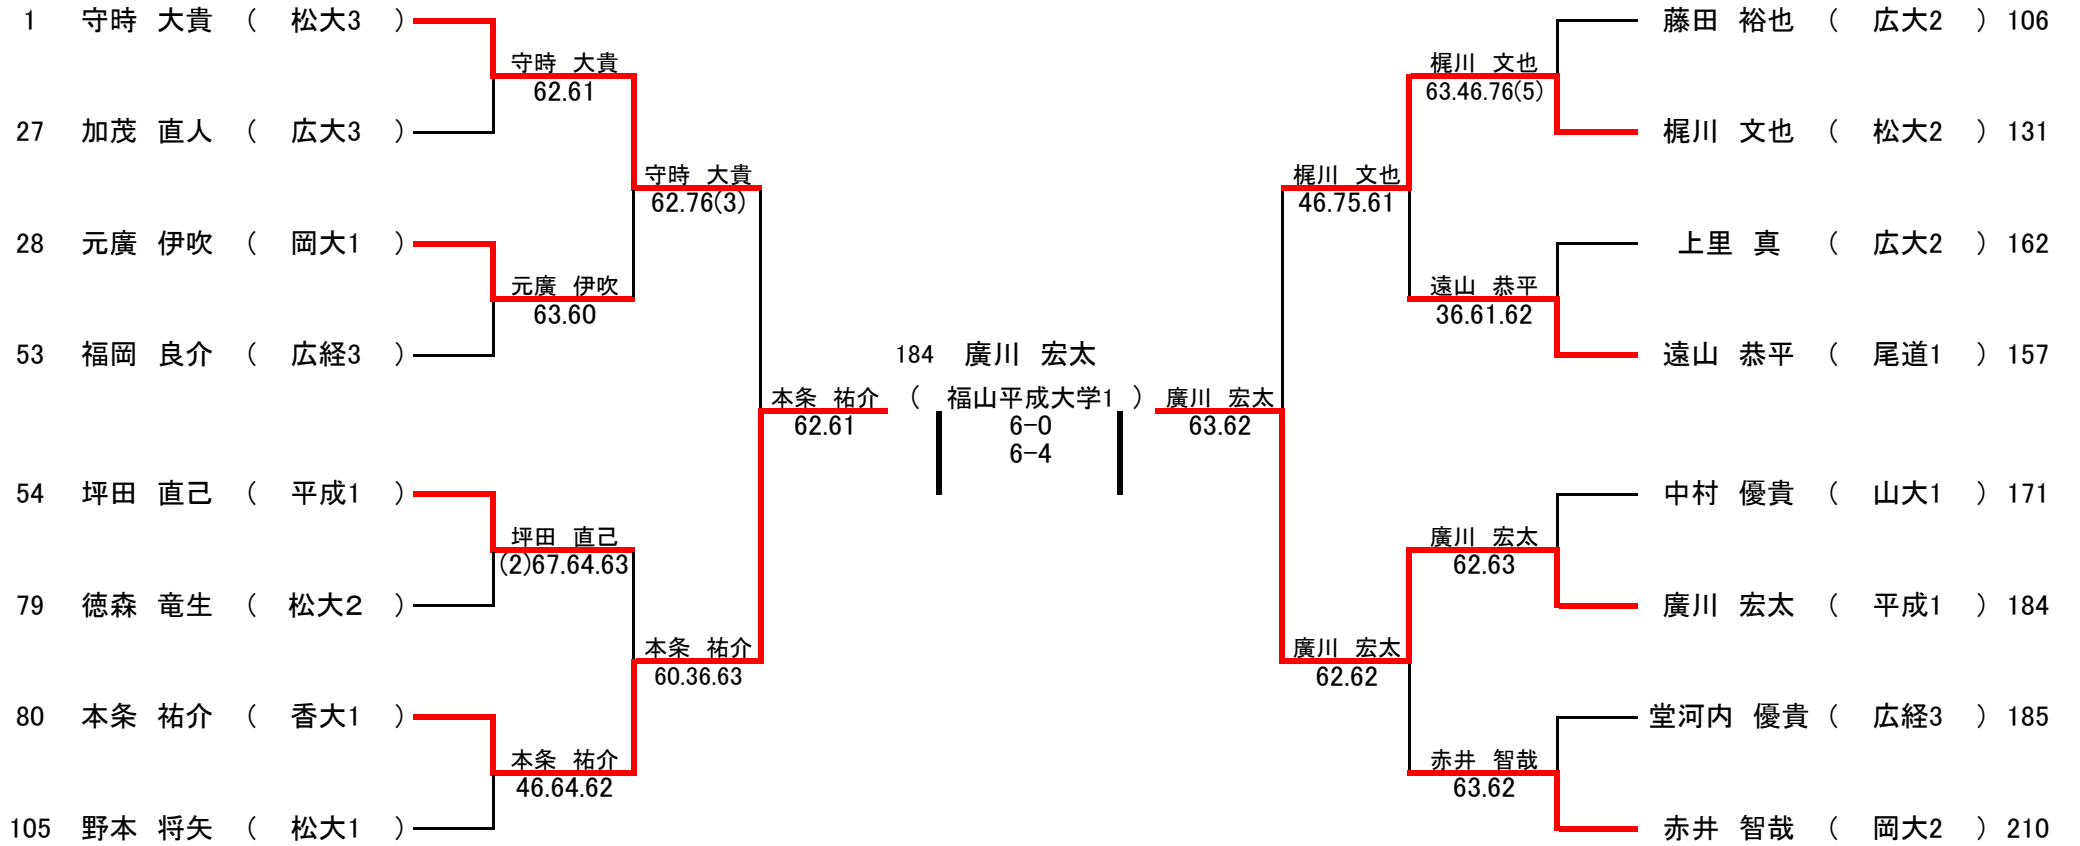 1 守時 大貴 ( 松大3 )
守時 大貴
62.61
27 加茂 直人 ( 広大3 )
守時 大貴
62.76(3)
28 元廣 伊吹 ( 岡大1 )
元廣 伊吹
63.60
53 福岡 良介 ( 広経3 )
本条 祐介
62.61
54 坪田 直己 ( 平成1 )
坪田 直己
(2)67.64.63
79 徳森 竜生 ( 松大2 )
本条 祐介
60.36.63
80 本条 祐介 ( 香大1 )
本条 祐介
46.64.62
105 野本 将矢 ( 松大1 )
184 廣川 宏太
( 福山平成大学1 )
6-0
6-4
藤田 裕也 ( 広大2 ) 106
梶川 文也
63.46.76(5)
梶川 文也 ( 松大2 ) 131
梶川 文也
46.75.61
上里 真 ( 広大2 ) 162
遠山 恭平
36.61.62
遠山 恭平 ( 尾道1 ) 157
廣川 宏太
63.62
中村 優貴 ( 山大1 ) 171
廣川 宏太
62.63
廣川 宏太 ( 平成1 ) 184
廣川 宏太
62.62
堂河内 優貴 ( 広経3 ) 185
赤井 智哉
63.62
赤井 智哉 ( 岡大2 ) 210